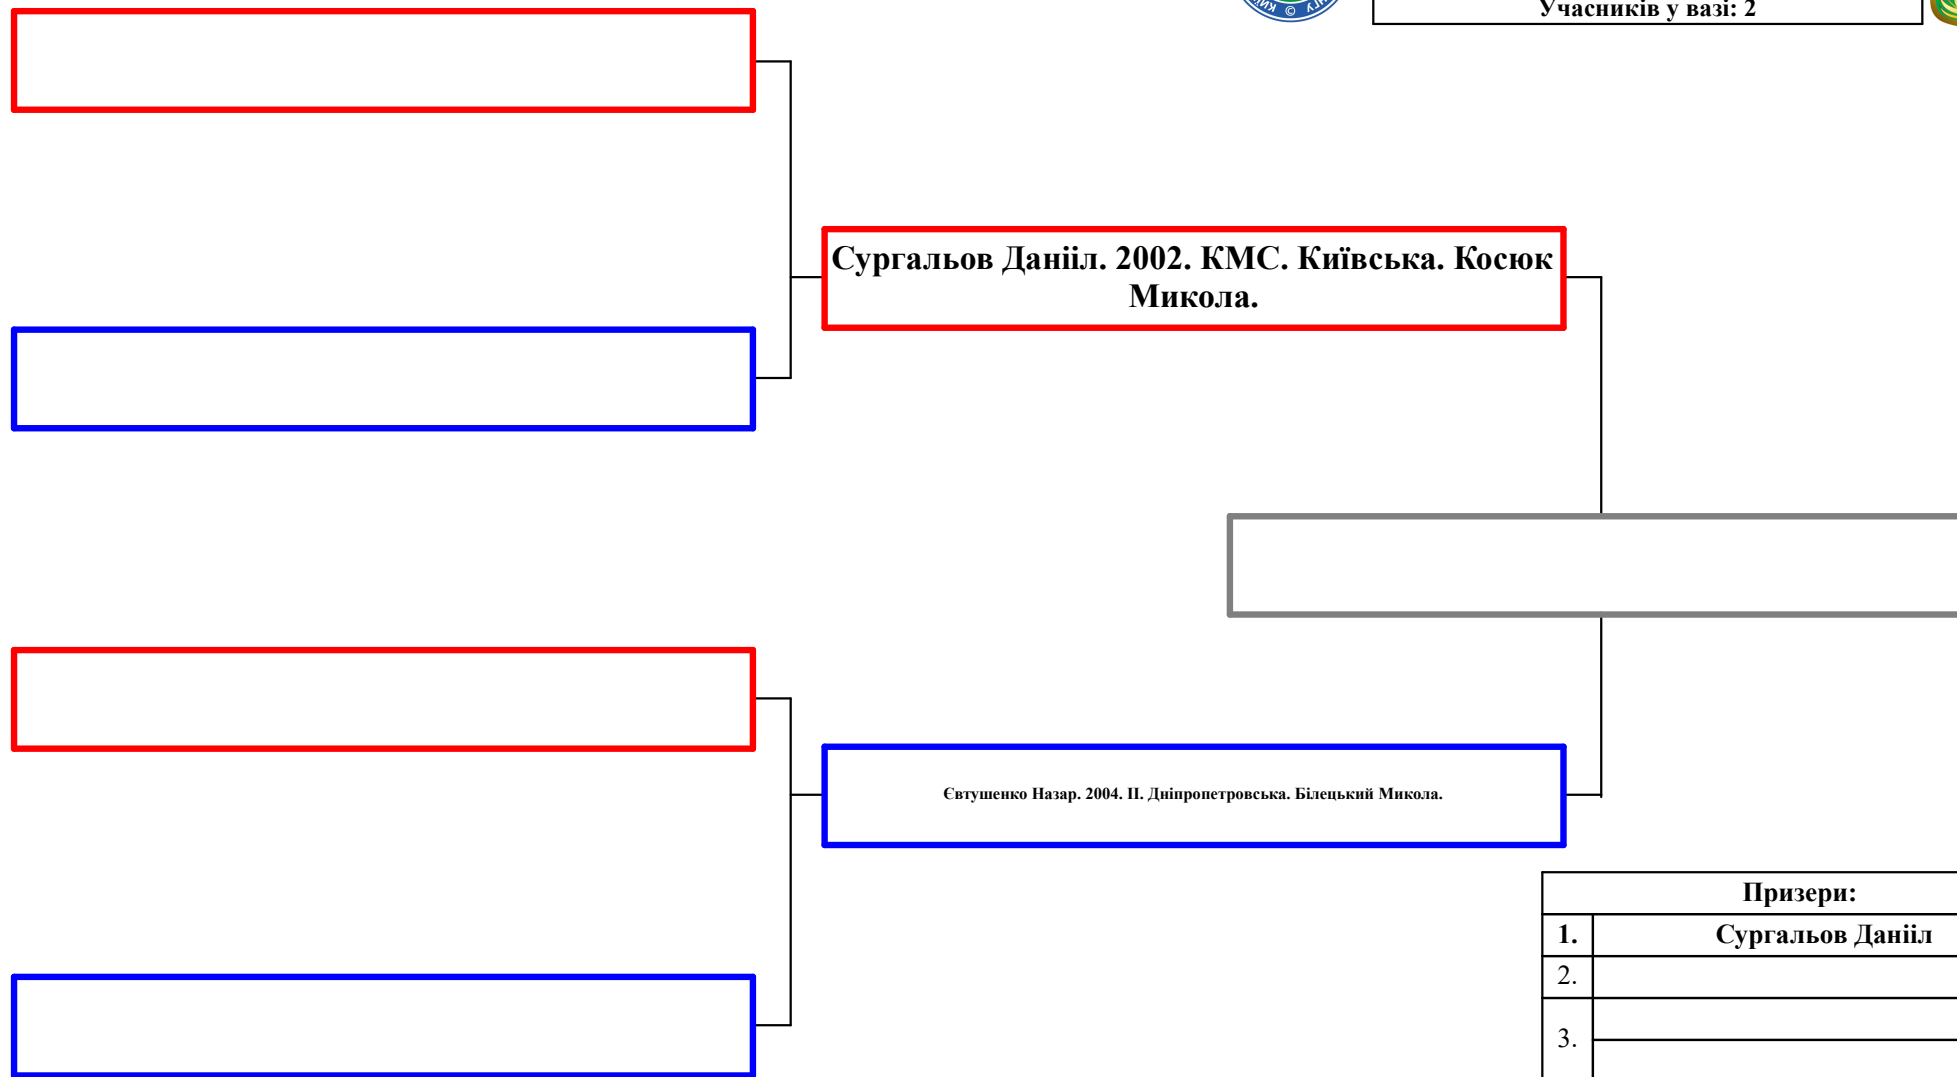 Учасників у вазі: 2
Сургальов Данііл. 2002. КМС. Київська. Косюк
Микола.
Євтушенко Назар. 2004. ІІ. Дніпропетровська. Білецький Микола.
Призери:
1. Сургальов Данііл
2.
3.